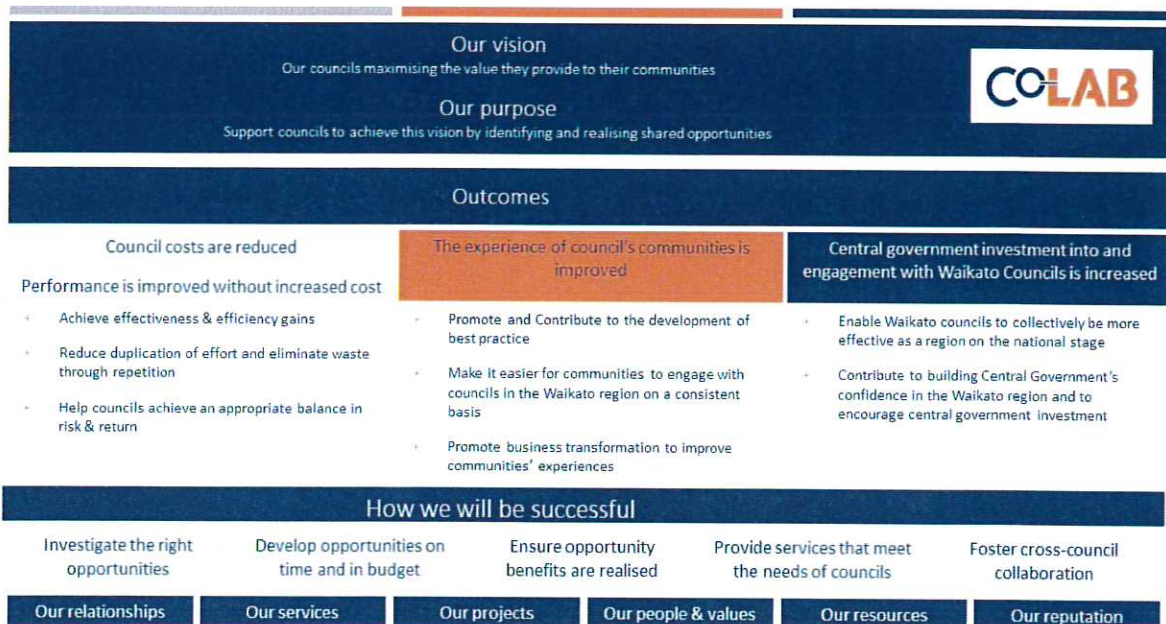 Our vision
Our councils maximising the value they provide to their communities
COLAB
Our purpose
Support councils to achieve this vision by identifying and realising shared opportunities
Outcomes
Council costs are reduced
Performance is improved without increased cost
Achieve effectiveness & efficiency gains
Reduce duplication of effort and eliminate waste
through repetition
Help councils achieve an appropriate balance in
risk & return
The experience of council's communities is
improved
Promote and Contribute to the development of
best practice
Make it easier for communities to engage with
councils in the Waikato region on a consistent
basis
Promote business transformation to improve
communities' experiences
Central government investment into and
engagement with Waikato Councils is increased
Enable Waikato councils to collectively be more
effective as a region on the national stage
Contribute to building Central Government's
confidence in the Waikato region and to
encourage central government investment
How we will be successful
Investigate the right
opportunities
Develop opportunities on
time and in budget
Ensure opportunity
benefits are realised
Provide services that meet
the needs of councils
Foster cross-council
collaboration
Our relationships
Our services
Our projects
Our people & values
Our resources
Our reputation